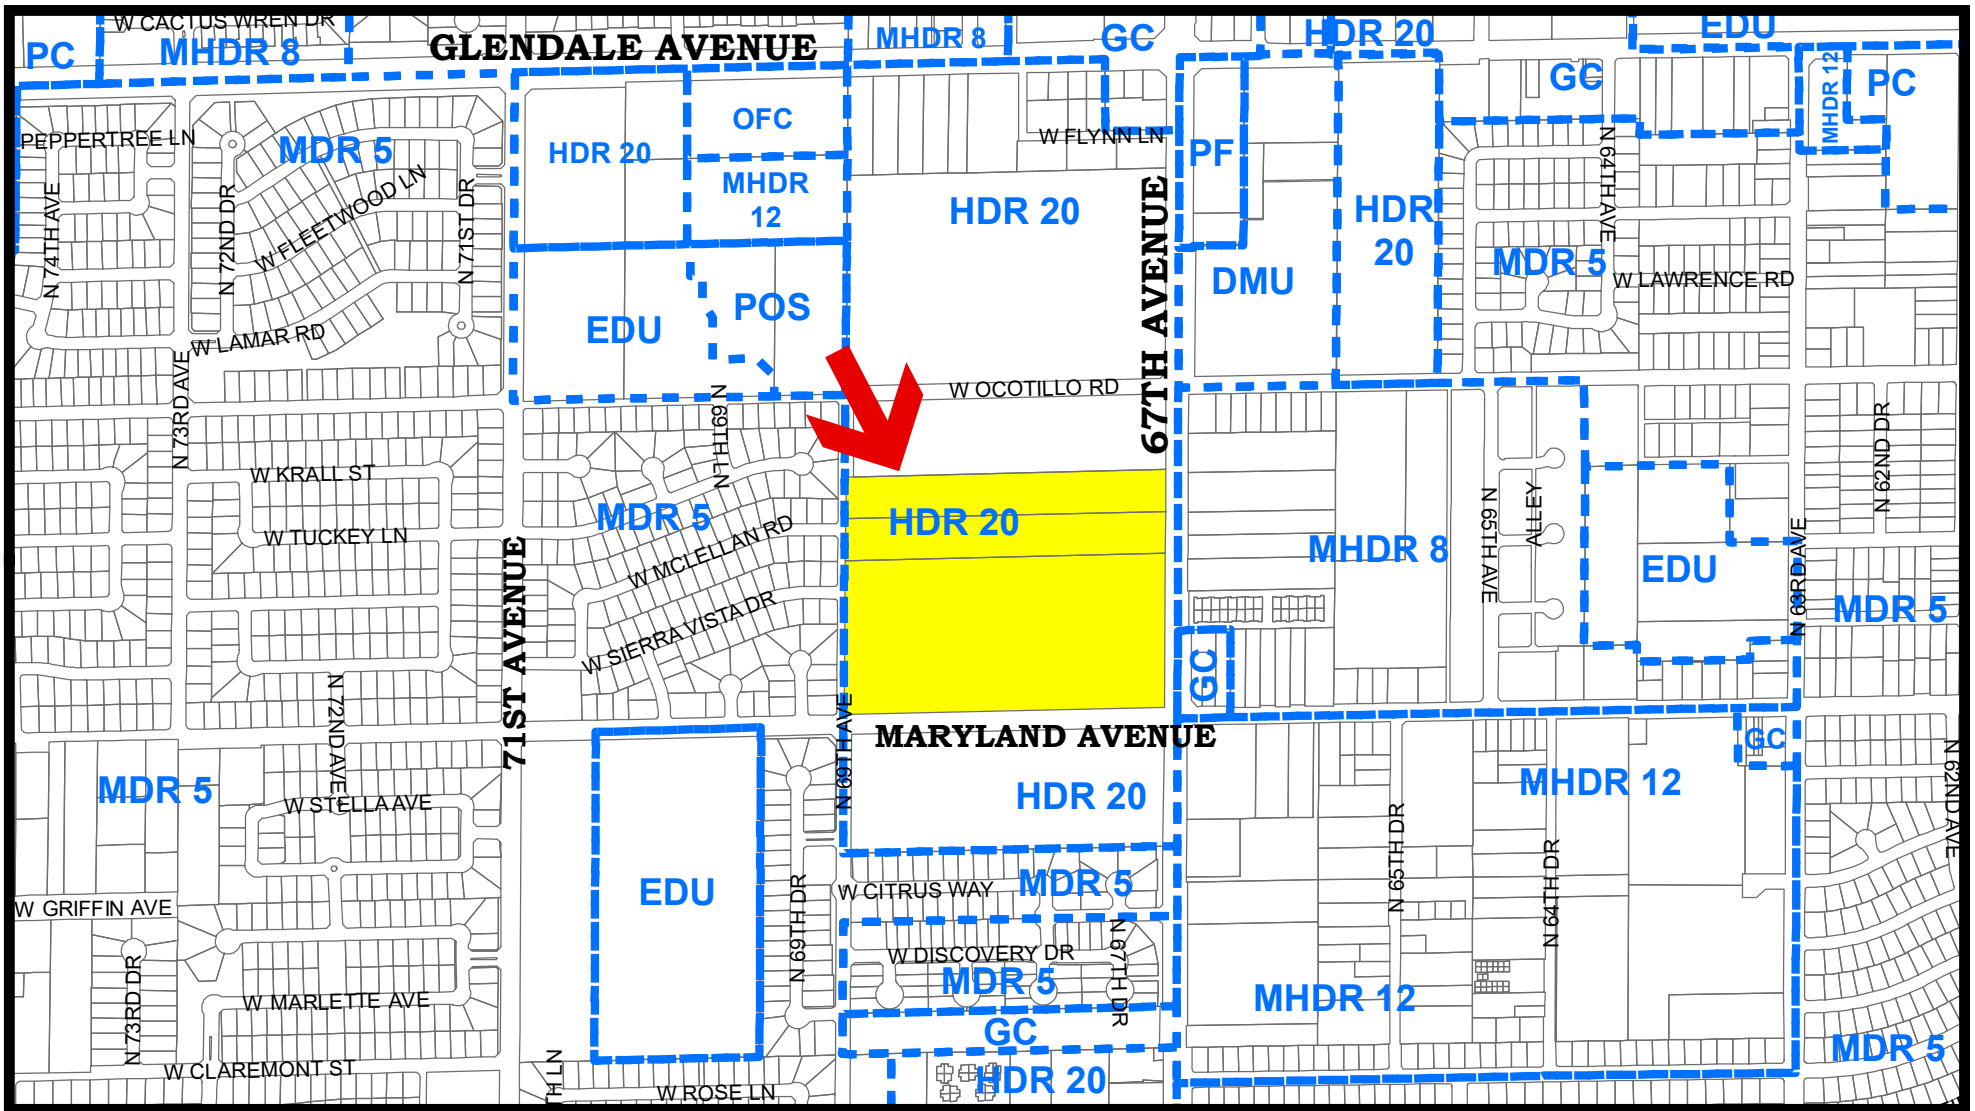 W CACTUS WREN DR
PC
MHDR 8
GLENDALE AVENUE
MHDR 8
GC
HDR 20
EDU
GC
MHDR 12
PC
PEPPERTREE LN
MDR 5
HDR 20
OFC
MHDR
12
W FLYNN LN
PF
N 64TH AVE
N 74TH AVE
N 72ND DR
W FLEETWOOD LN
N 71ST DR
HDR 20
67TH AVENUE
HDR
20
MDR 5
W LAWRENCE RD
DMU
EDU
POS
W LAMAR RD
N 73RD AVE
N 69TH LN
W OCOTILLO RD
N 62ND DR
W KRALL ST
W TUCKEY LN
71ST AVENUE
MDR 5
W MCLELLAN RD
W SIERRA VISTA DR
HDR 20
MHDR 8
N 65TH AVE
ALLEY
EDU
N 63RD AVE
MDR 5
GC
N 72ND AVE
N 69TH AVE
MARYLAND AVENUE
GC
N 62ND AVE
MDR 5
W STELLA AVE
HDR 20
MHDR 12
N 65TH DR
N 64TH DR
EDU
N 69TH DR
W CITRUS WAY
MDR 5
W GRIFFIN AVE
N 73RD DR
W DISCOVERY DR
N 67TH DR
MDR 5
W MARLETTE AVE
MHDR 12
GC
MDR 5
W CLAREMONT ST
TH LN
W ROSE LN
HDR 20